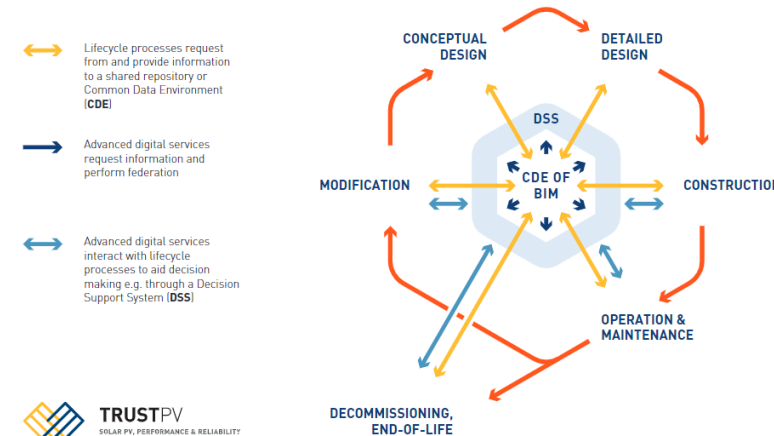 Lifecycle processes request
from and provide information
to a shared repository or
Common Data Environment
(CDE)
Advanced digital services
request information and
perform federation
Advanced digital services
interact with lifecycle
processes to aid decision
making e.g. through a Decision
Support System (DSS)
TRUSTPV
SOLAR PV, PERFORMANCE & RELIABILITY
CONCEPTUAL
DESIGN
DETAILED
DESIGN
DSS
CDE OF
BIM
MODIFICATION
CONSTRUCTION
OPERATION &
MAINTENANCE
DECOMMISSIONING,
END-OF-LIFE